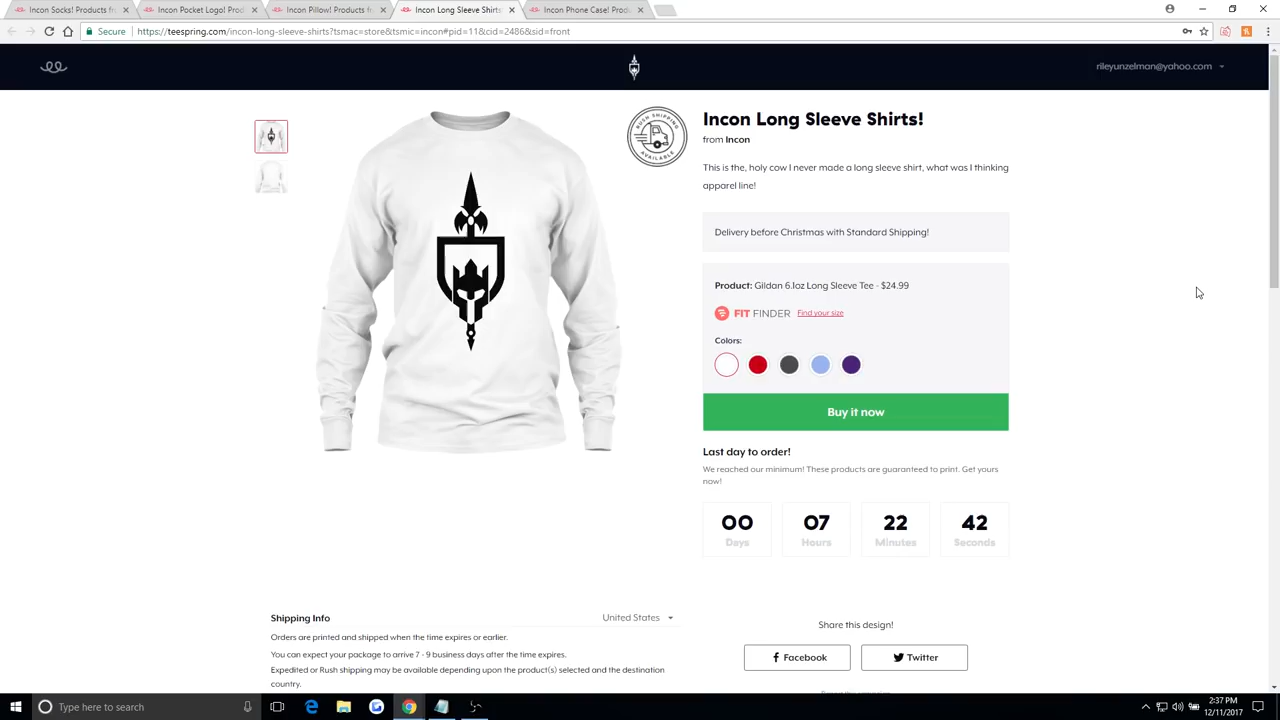 Incon Socks! Products fr
Incon Pocket Logo! Prod
Incon Pillow! Products fr
Incon Long Sleeve Shirts:
Incon Phone Case! Produ
Secure
https://teespring.com/incon-long-sleeve-shirts?tsmac=store&tsmic=incon#pid=11&cid=2486&sid=front
rileyunzelman@yahoo.com
RUSH SHIPPING
AVAILABLE
Incon Long Sleeve Shirts!
from Incon
This is the, holy cow I never made a long sleeve shirt, what was I thinking
apparel line!
Delivery before Christmas with Standard Shipping!
Product: Gildan 6.1oz Long Sleeve Tee - $24.99
FIT FINDER Find your size
Colors:
Buy it now
Last day to order!
We reached our minimum! These products are guaranteed to print. Get yours
now!
00 07 22 42
Days Hours Minutes Seconds
Shipping Info
United States
Orders are printed and shipped when the time expires or earlier.
You can expect your package to arrive 7 - 9 business days after the time expires.
Expedited or Rush shipping may be available depending upon the product(s) selected and the destination
country.
Share this design!
Facebook
Twitter
Type here to search
2:37 PM
12/11/2017